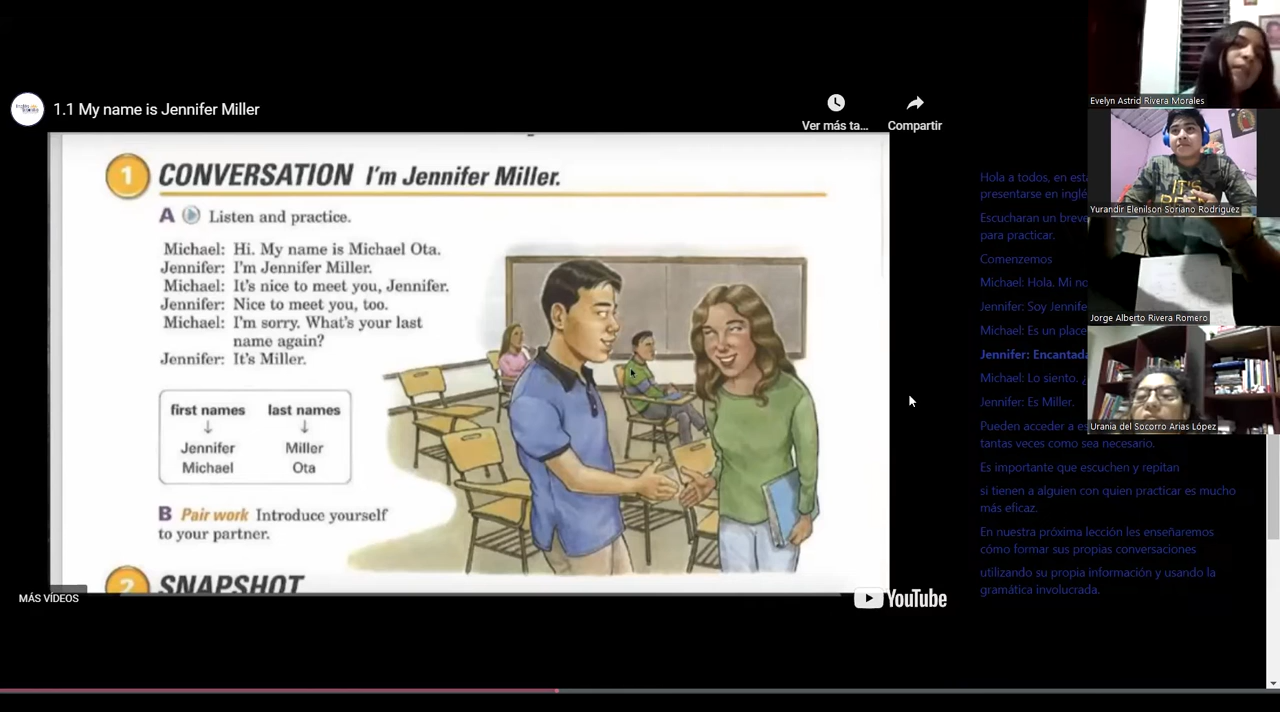 1.1 My name is Jennifer Miller
Ver más ta...
Compartir
1
CONVERSATION I'm Jennifer Miller.
A Listen and practice.
Michael: Hi. My name is Michael Ota.
Jennifer: I'm Jennifer Miller.
Michael: It's nice to meet you, Jennifer.
Jennifer: Nice to meet you, too.
Michael: I'm sorry. What's your last
name again?
Jennifer: It's Miller.
first names last names
↓ ↓
Jennifer Miller
Michael Ota
B Pair work Introduce yourself
to your partner.
2 SNAPSHOT
MÁS VÍDEOS
YouTube
Hola a todos, en
presentarse en
Escucharan un
para practicar.
Comenzemos
Michael: Hola. Mi
Jennifer: Soy
Michael: Es un
Jennifer: Encantada
Michael: Lo siento.
Jennifer: Es Miller.
Pueden acceder a
tantas veces como sea necesario.
Es importante que escuchen y repitan
si tienen a alguien con quien practicar es mucho
más eficaz.
En nuestra próxima lección les enseñaremos
cómo formar sus propias conversaciones
utilizando su propia información y usando la
gramática involucrada.
Evelyn Astrid Rivera Morales
IT'S
Yurandir Elenilson Soriano Rodriguez
Jorge Alberto Rivera Romero
Urania del Socorro Arias López